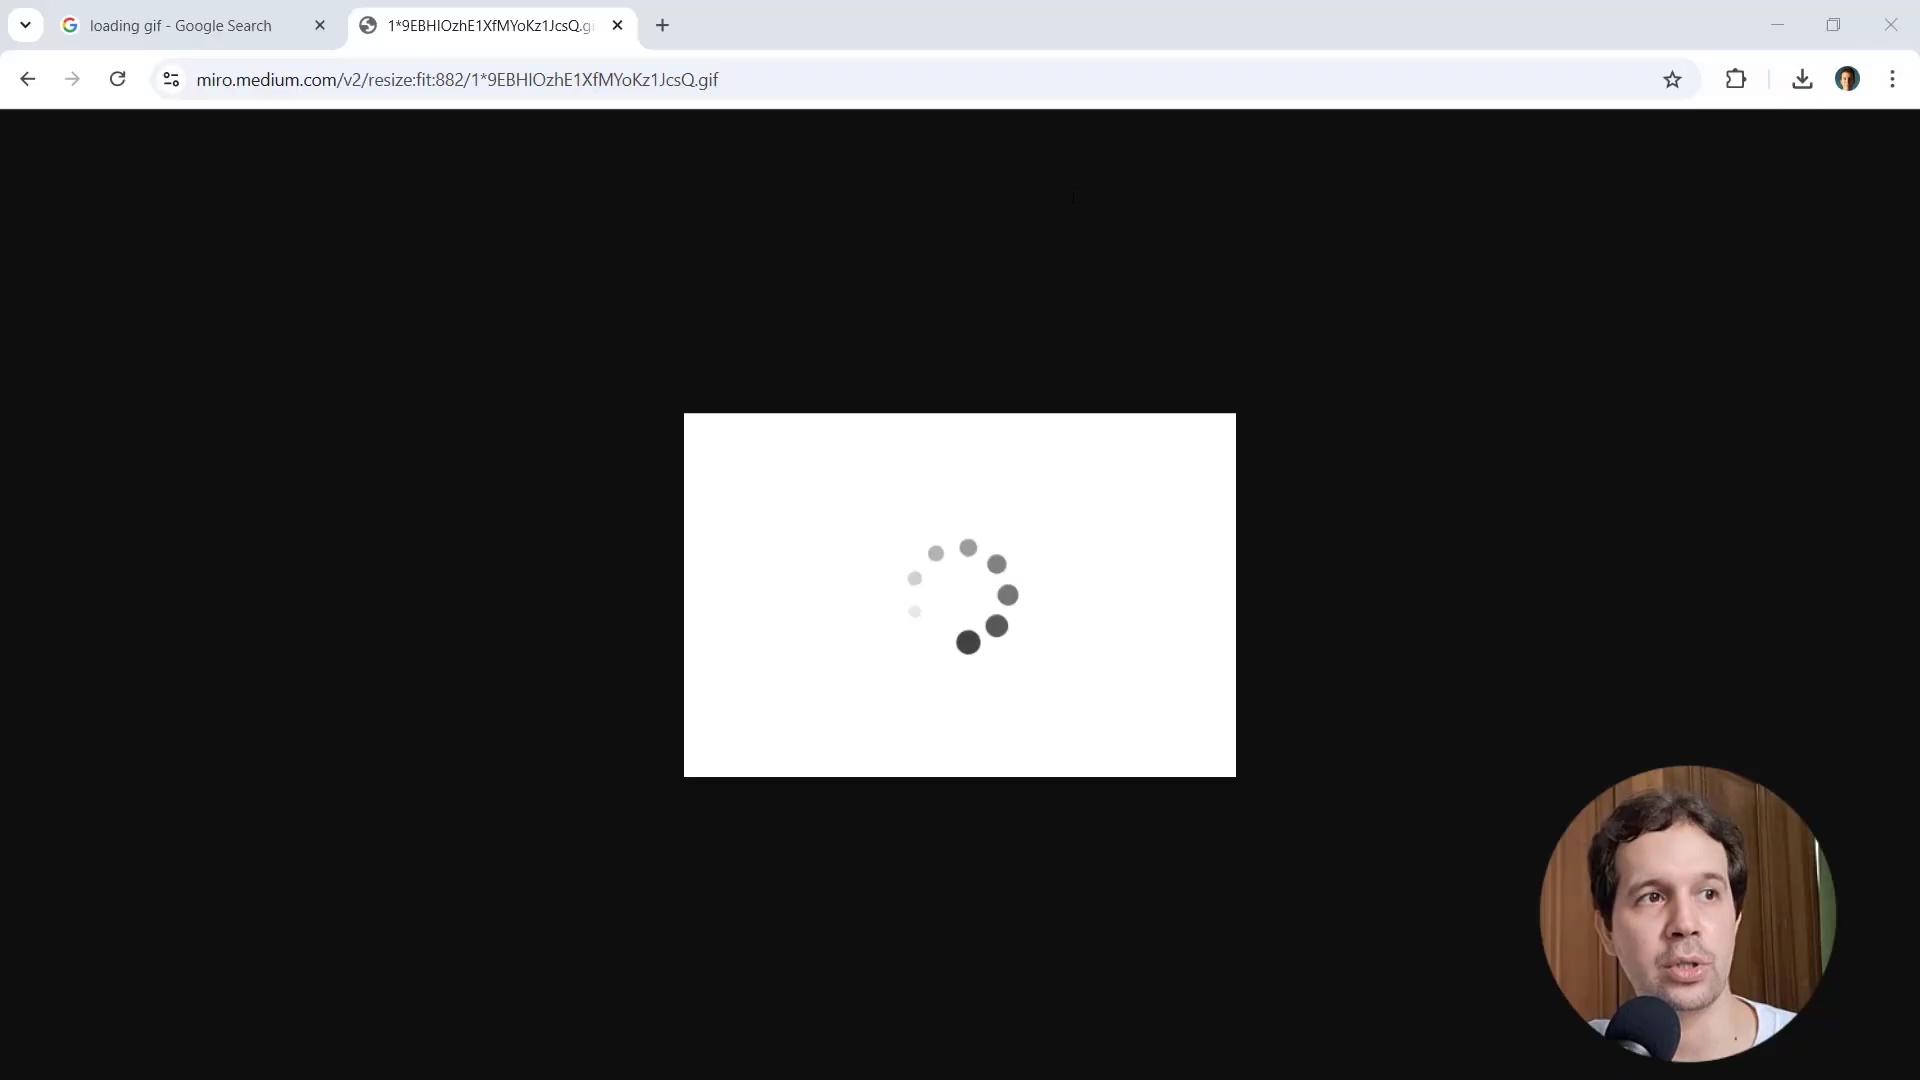 loading gif - Google Search
1*9EBHIOzhE1XfMYoKz1JcsQ.gi
miro.medium.com/v2/resize:fit:882/1*9EBHIOzhE1XfMYoKz1JcsQ.gif